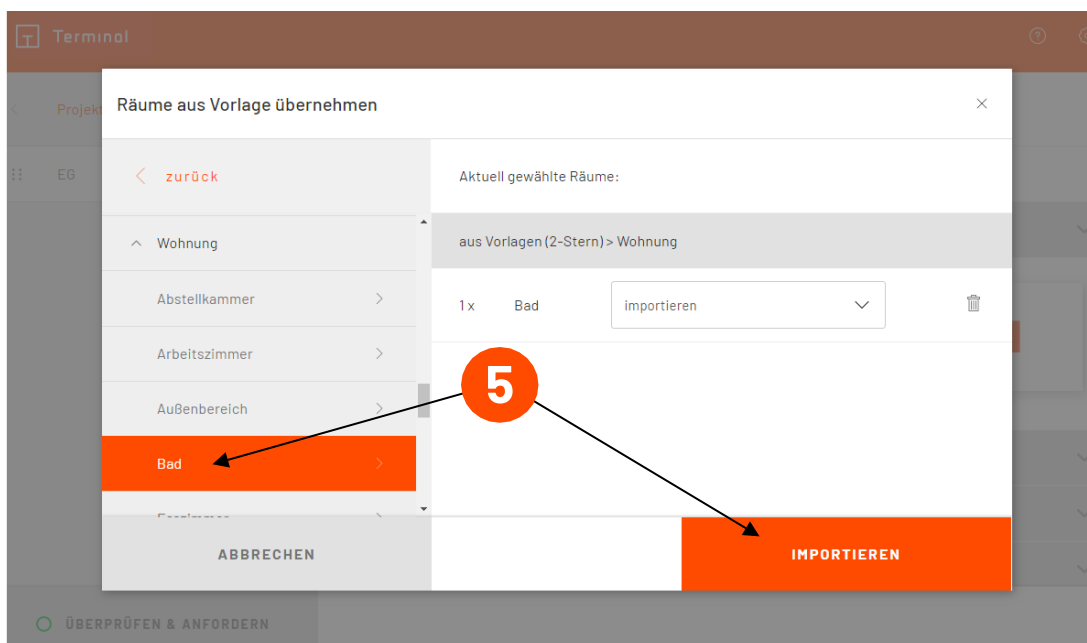 Terminal
Projekt
Räume aus Vorlage übernehmen
EG
zurück
Aktuell gewählte Räume:
Wohnung
aus Vorlagen (2-Stern) > Wohnung
Abstellkammer
1 x Bad importieren
Arbeitszimmer
5
Außenbereich
Bad
ABBRECHEN
IMPORTIEREN
ÜBERPRÜFEN & ANFORDERN